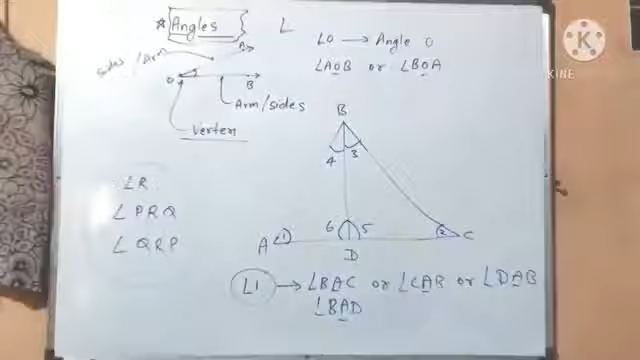 * Angles
∠
∠O → Angle O
∠AOB or ∠BOA
sides / Arm
A
O
B
Arm/sides
Vertex
B
4 3
∠R
∠PRQ
∠QRP
6 5
A 1
2 C
D
∠1 → ∠BAC or ∠CAB or ∠DAB
∠BAD
K
KINE